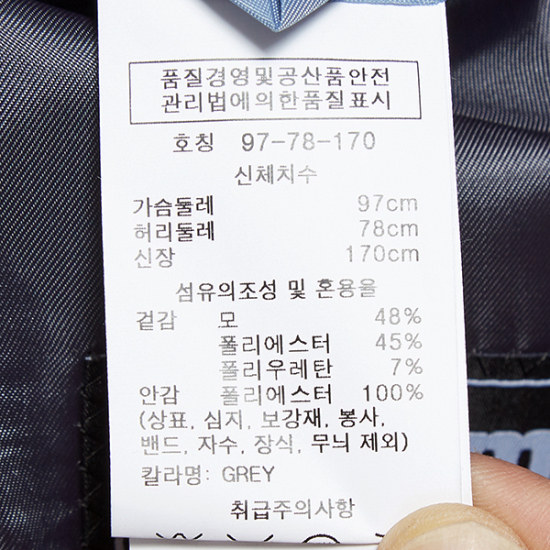 품질경영및공산품안전
관리법에의한품질표시
호칭 97-78-170
신체치수
가슴둘레 97cm
허리둘레 78cm
신장 170cm
섬유의조성 및 혼용율
겉감 모 48%
폴리에스터 45%
폴리우레탄 7%
안감 폴리에스터 100%
(상표, 심지, 보강재, 봉사,
밴드, 자수, 장식, 무늬 제외)
칼라명: GREY
취급주의사항